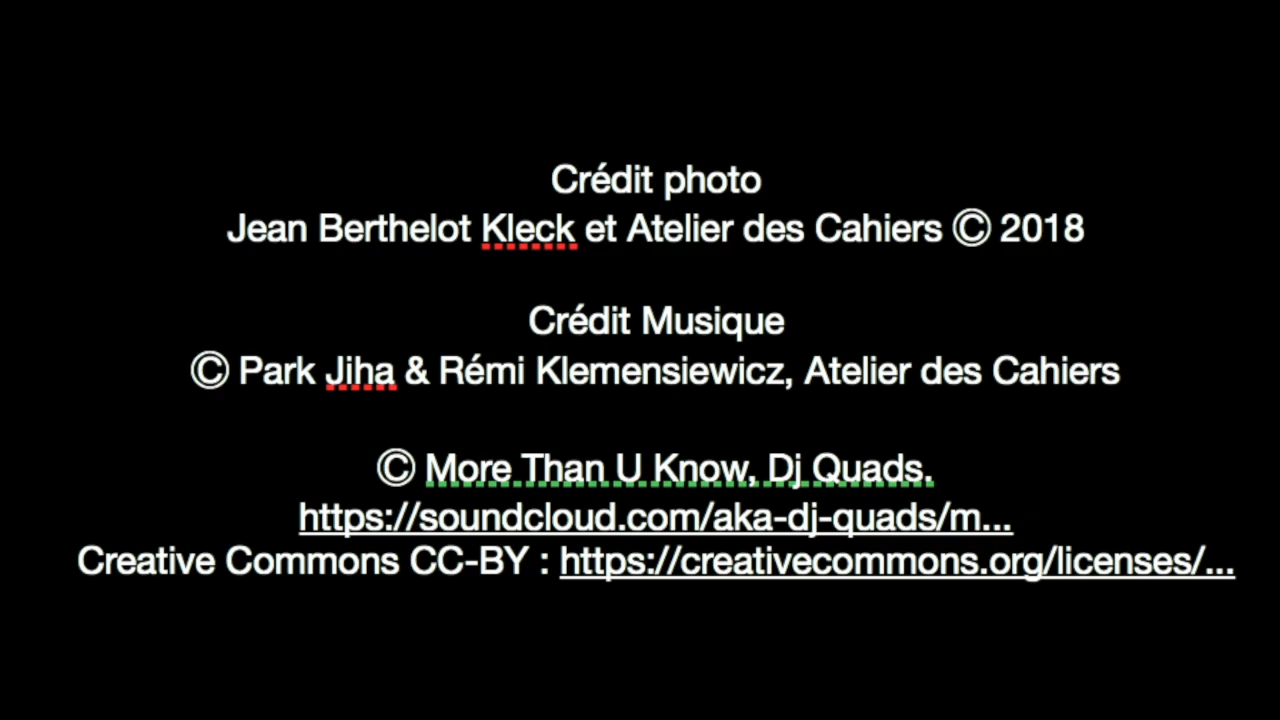 Crédit photo
Jean Berthelot Kleck et Atelier des Cahiers © 2018
Crédit Musique
© Park Jiha & Rémi Klemensiewicz, Atelier des Cahiers
© More Than U Know, Dj Quads.
https://soundcloud.com/aka-dj-quads/m...
Creative Commons CC-BY : https://creativecommons.org/licenses/...